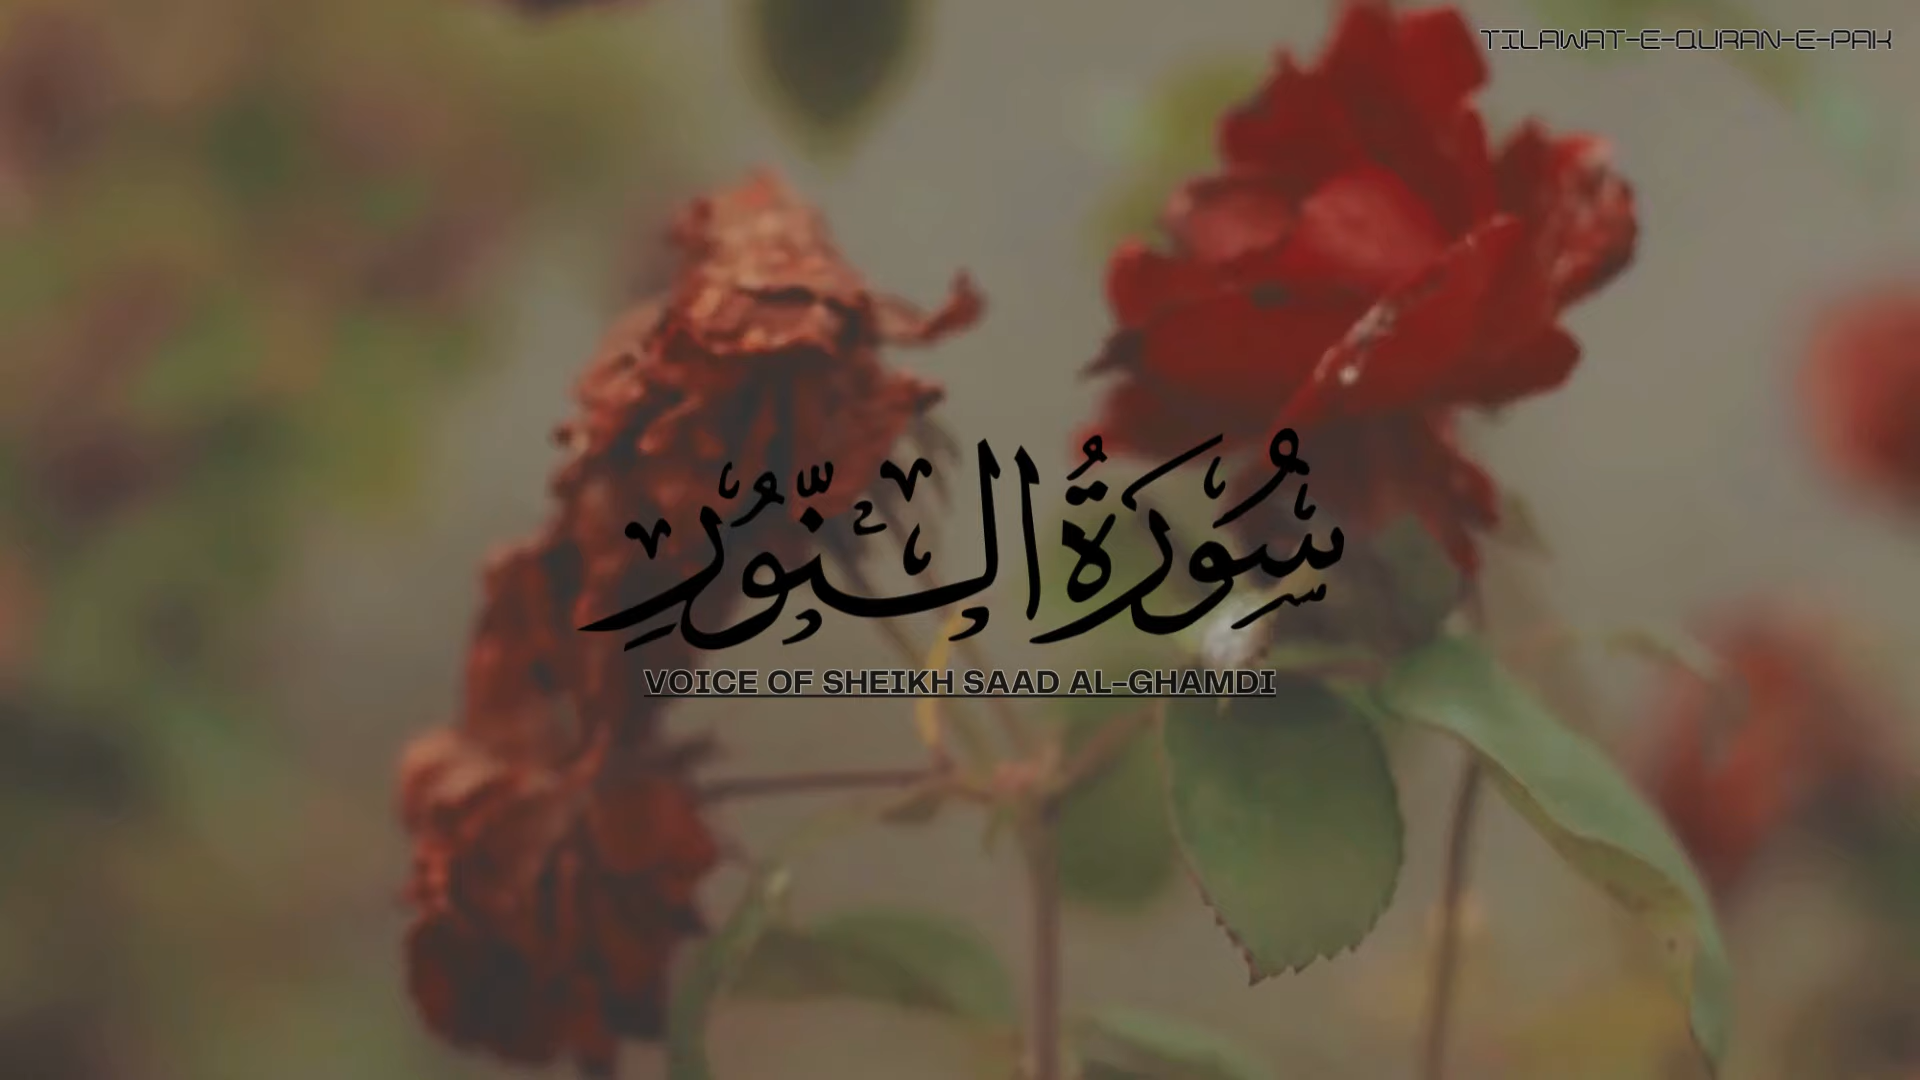 TILAWAT-E-QURAN-E-PAK
سُورَةُ النُّورِ
VOICE OF SHEIKH SAAD AL-GHAMDI